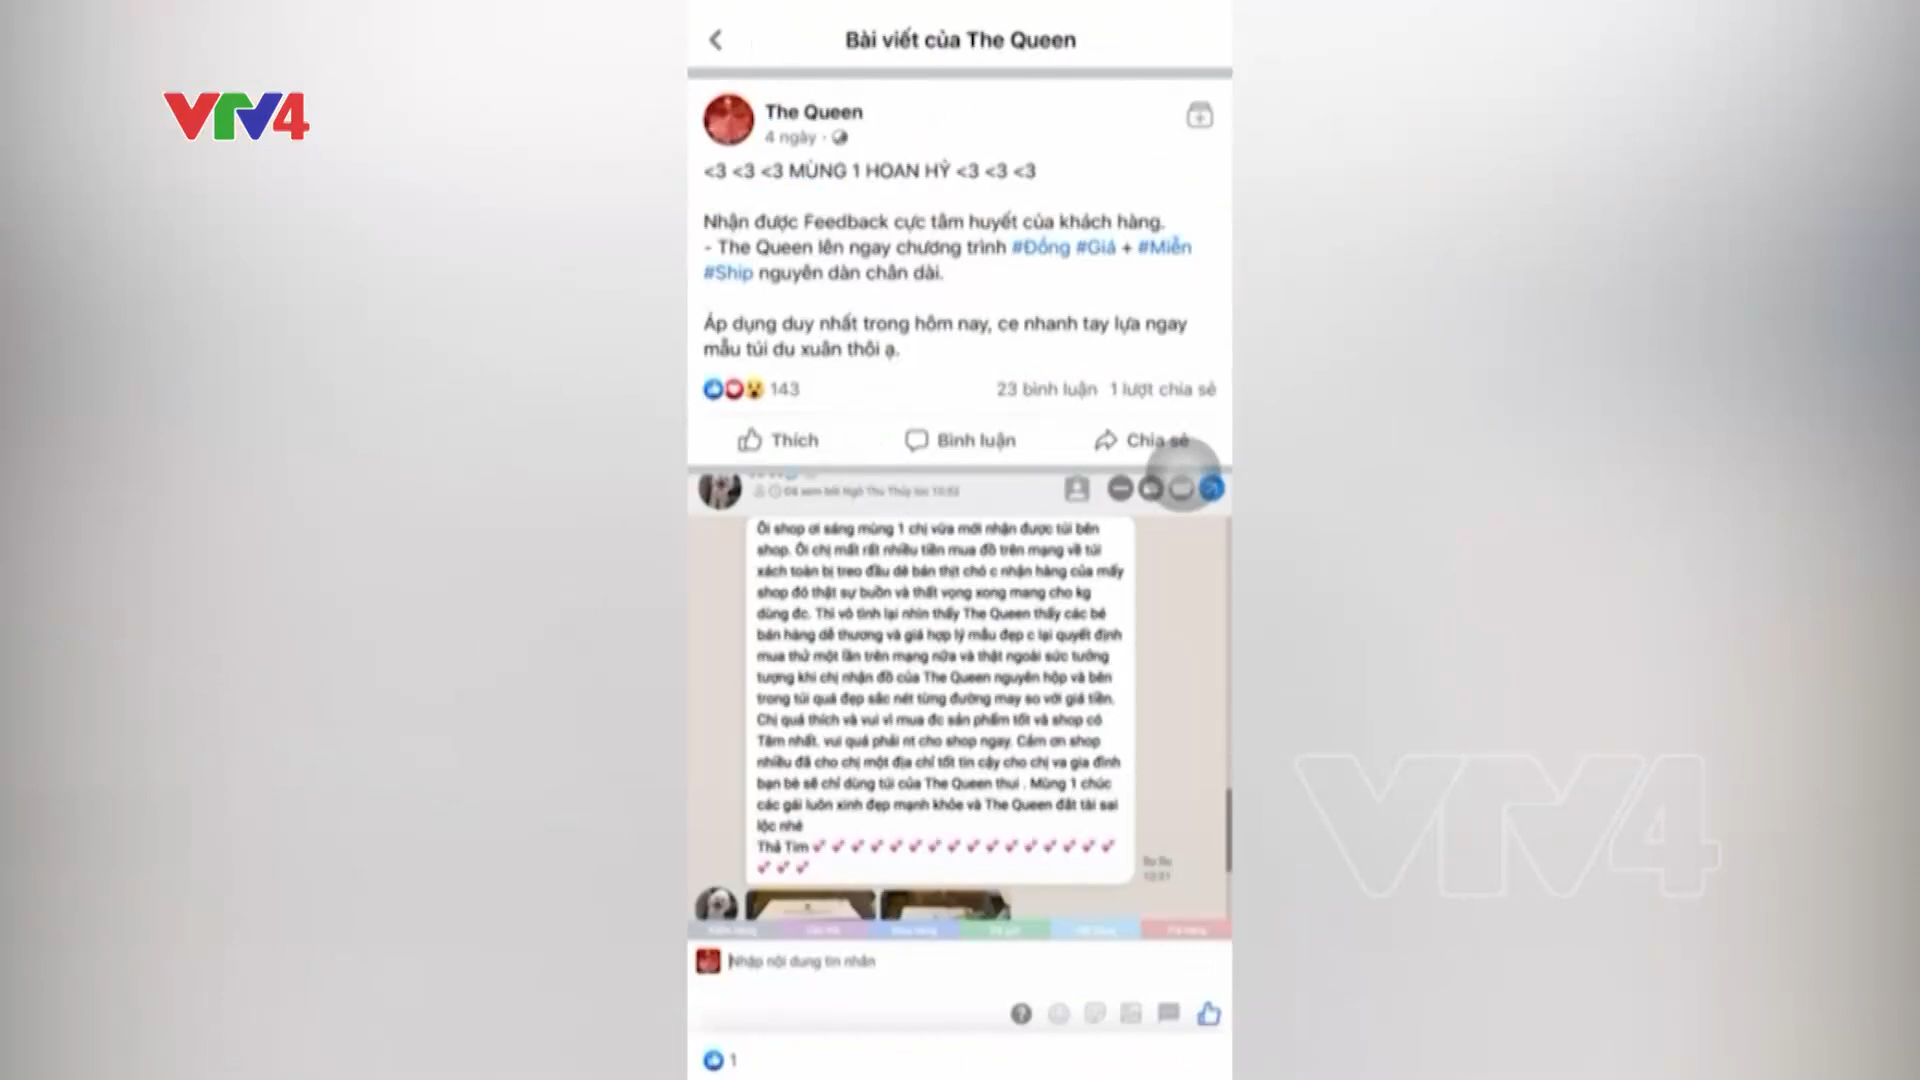 Bài viết của The Queen
VTV4
The Queen
4 ngày
<3 <3 <3 MÙNG 1 HOAN HỲ <3 <3 <3
Nhận được Feedback cực tâm huyết của khách hàng.
- The Queen lên ngay chương trình #Đồng #Giá + #Miễn
#Ship nguyên dàn chân dài.
Áp dụng duy nhất trong hôm nay, ce nhanh tay lựa ngay
mẫu túi du xuân thôi ạ.
143
23 bình luận 1 lượt chia sẻ
Thích Bình luận Chia sẻ
Đã xem bởi Ngô Thu Thủy lúc
Ôi shop ơi sáng mùng 1 chị vừa mới nhận được túi bên
shop. Ôi chị mất rất nhiều tiền mua đồ trên mạng về túi
xách toàn bị treo đầu dê bán thịt chó c nhận hàng của mấy
shop đó thật sự buồn và thất vọng xong mang cho kg
dùng đc. Thì vô tình lại nhìn thấy The Queen thấy các bé
bán hàng dễ thương và giá hợp lý mẫu đẹp c lại quyết định
mua thử một lần trên mạng nữa và thật ngoài sức tưởng
tượng khi chị nhận đồ của The Queen nguyên hộp và bên
trong túi quá đẹp sắc nét từng đường may so với giá tiền.
Chị quá thích và vui vì mua đc sản phẩm tốt và shop có
Tâm nhất. vui quá phải nt cho shop ngay. Cảm ơn shop
nhiều đã cho chị một địa chỉ tốt tin cậy cho chị va gia đình
bạn bè sẽ chỉ dùng túi của The Queen thui . Mùng 1 chúc
các gái luôn xinh đẹp mạnh khỏe và The Queen đắt tài sai
lộc nhé
Thả Tim
Nhập nội dung tin nhắn
1
VTV4